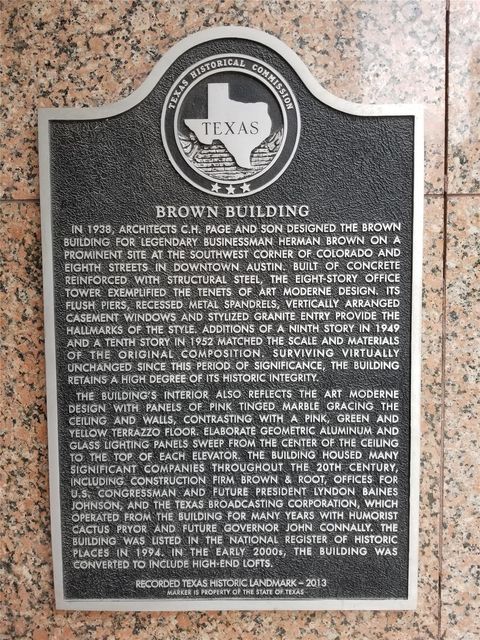 TEXAS HISTORICAL COMMISSION
TEXAS
BROWN BUILDING
IN 1938, ARCHITECTS C.H. PAGE AND SON DESIGNED THE BROWN
BUILDING FOR LEGENDARY BUSINESSMAN HERMAN BROWN ON A
PROMINENT SITE AT THE SOUTHWEST CORNER OF COLORADO AND
EIGHTH STREETS IN DOWNTOWN AUSTIN. BUILT OF CONCRETE
REINFORCED WITH STRUCTURAL STEEL, THE EIGHT-STORY OFFICE
TOWER EXEMPLIFIED THE TENETS OF ART MODERNE DESIGN. ITS
FLUSH PIERS, RECESSED METAL SPANDRELS, VERTICALLY ARRANGED
CASEMENT WINDOWS AND STYLIZED GRANITE ENTRY PROVIDE THE
HALLMARKS OF THE STYLE. ADDITIONS OF A NINTH STORY IN 1949
AND A TENTH STORY IN 1952 MATCHED THE SCALE AND MATERIALS
OF THE ORIGINAL COMPOSITION. SURVIVING VIRTUALLY
UNCHANGED SINCE THIS PERIOD OF SIGNIFICANCE, THE BUILDING
RETAINS A HIGH DEGREE OF ITS HISTORIC INTEGRITY.
THE BUILDING'S INTERIOR ALSO REFLECTS THE ART MODERNE
DESIGN WITH PANELS OF PINK TINGED MARBLE GRACING THE
CEILING AND WALLS, CONTRASTING WITH A PINK, GREEN AND
YELLOW TERRAZZO FLOOR. ELABORATE GEOMETRIC ALUMINUM AND
GLASS LIGHTING PANELS SWEEP FROM THE CENTER OF THE CEILING
TO THE TOP OF EACH ELEVATOR. THE BUILDING HOUSED MANY
SIGNIFICANT COMPANIES THROUGHOUT THE 20TH CENTURY,
INCLUDING CONSTRUCTION FIRM BROWN & ROOT, OFFICES FOR
U.S. CONGRESSMAN AND FUTURE PRESIDENT LYNDON BAINES
JOHNSON, AND THE TEXAS BROADCASTING CORPORATION, WHICH
OPERATED FROM THE BUILDING FOR MANY YEARS WITH HUMORIST
CACTUS PRYOR AND FUTURE GOVERNOR JOHN CONNALLY. THE
BUILDING WAS LISTED IN THE NATIONAL REGISTER OF HISTORIC
PLACES IN 1994. IN THE EARLY 2000s, THE BUILDING WAS
CONVERTED TO INCLUDE HIGH-END LOFTS.
RECORDED TEXAS HISTORIC LANDMARK – 2013
MARKER IS PROPERTY OF THE STATE OF TEXAS